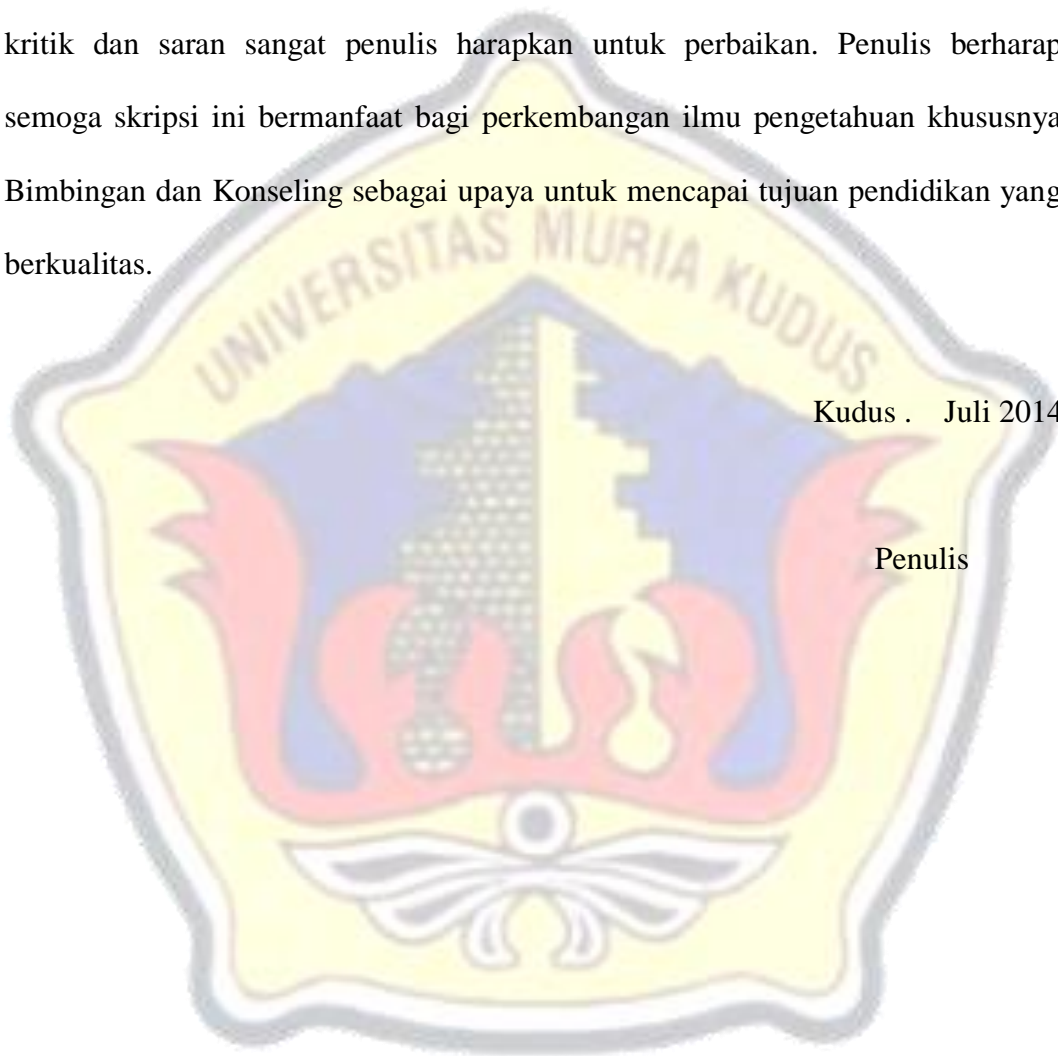 kritik dan saran sangat penulis harapkan untuk perbaikan. Penulis berharap
semoga skripsi ini bermanfaat bagi perkembangan ilmu pengetahuan khususnya
Bimbingan dan Konseling sebagai upaya untuk mencapai tujuan pendidikan yang
berkualitas.
UNIVERSITAS MURIA KUDUS
Kudus . Juli 2014
Penulis